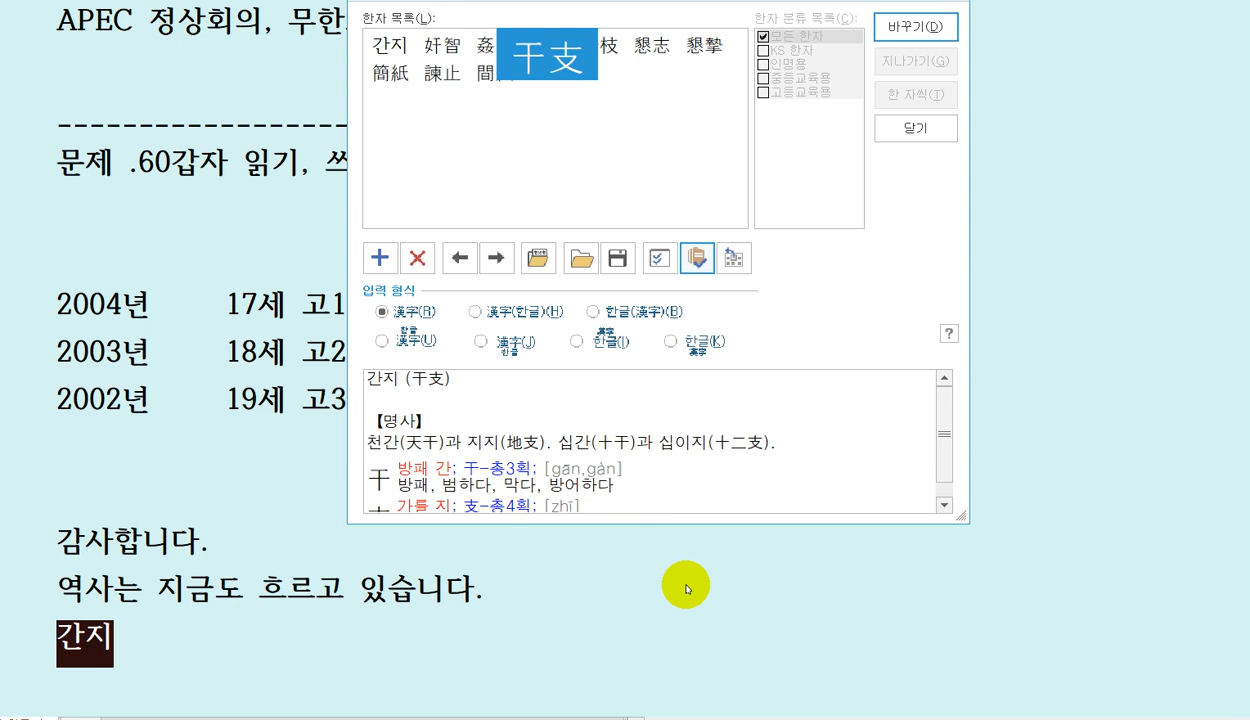 APEC 정상회의, 무한
문제 .60갑자 읽기, 쓰
2004년 17세 고1
2003년 18세 고2
2002년 19세 고3
감사합니다.
역사는 지금도 흐르고 있습니다.
간지
한자 목록(L):
간지 奸智 姦 干支 枝 懇志 懇摯
簡紙 諫止 間
한자 분류 목록(C):
모든 한자
KS 한자
인명용
중등교육용
고등교육용
바꾸기(D)
지나가기(G)
한 자씩(T)
닫기
입력 형식
漢字(R) 漢字(한글)(H) 한글(漢字)(B)
한글
漢字(U)
漢字(J)
한글
漢字
한글(I)
한글(K)
漢字
?
간지 (干支)
【명사】
천간(天干)과 지지(地支). 십간(十干)과 십이지(十二支).
干 방패 간; 干-총3획; [gān,gàn]
방패, 범하다, 막다, 방어하다
가를 지; 支-총4획; [zhī]